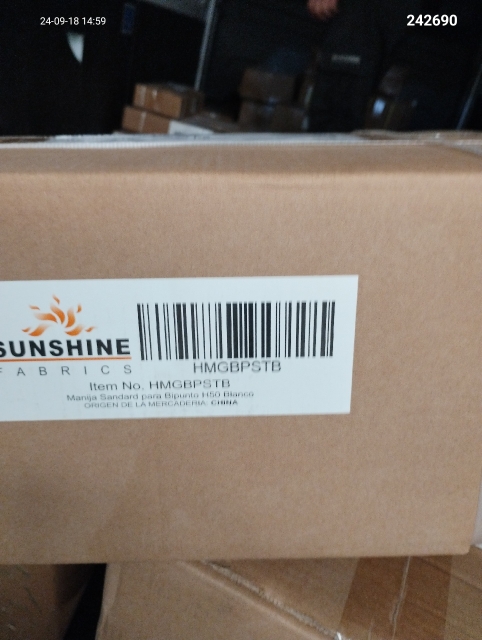 24-09-18 14:59
242690
SUNSHINE
FABRICS
HMGBPSTB
Item No. HMGBPSTB
Manija Sandard para Bipunto H50 Blanco
ORIGEN DE LA MERCADERIA: CHINA